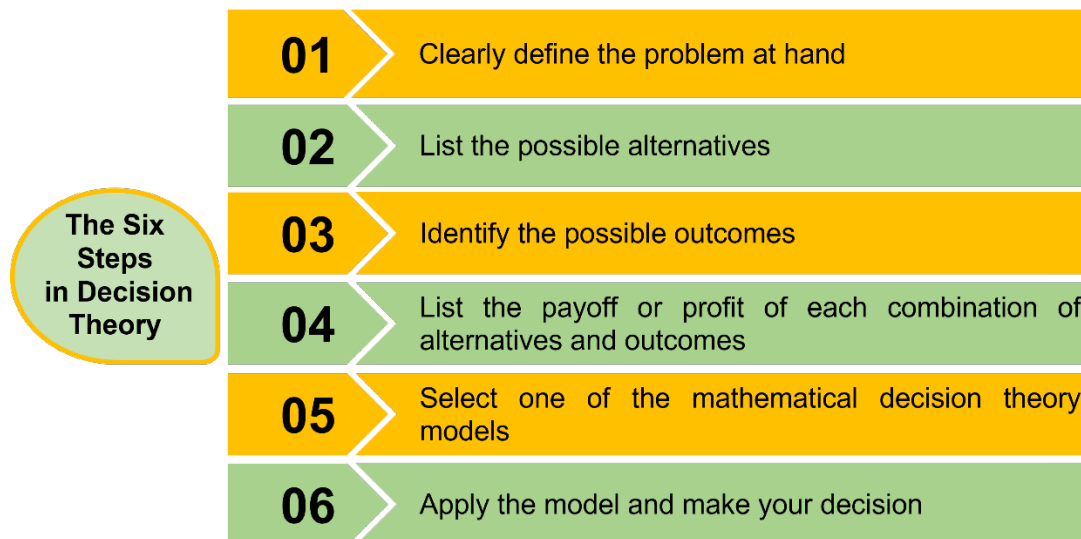 The Six
Steps
in Decision
Theory
01
Clearly define the problem at hand
02
List the possible alternatives
03
Identify the possible outcomes
04
List the payoff or profit of each combination of
alternatives and outcomes
05
Select one of the mathematical decision theory
models
06
Apply the model and make your decision